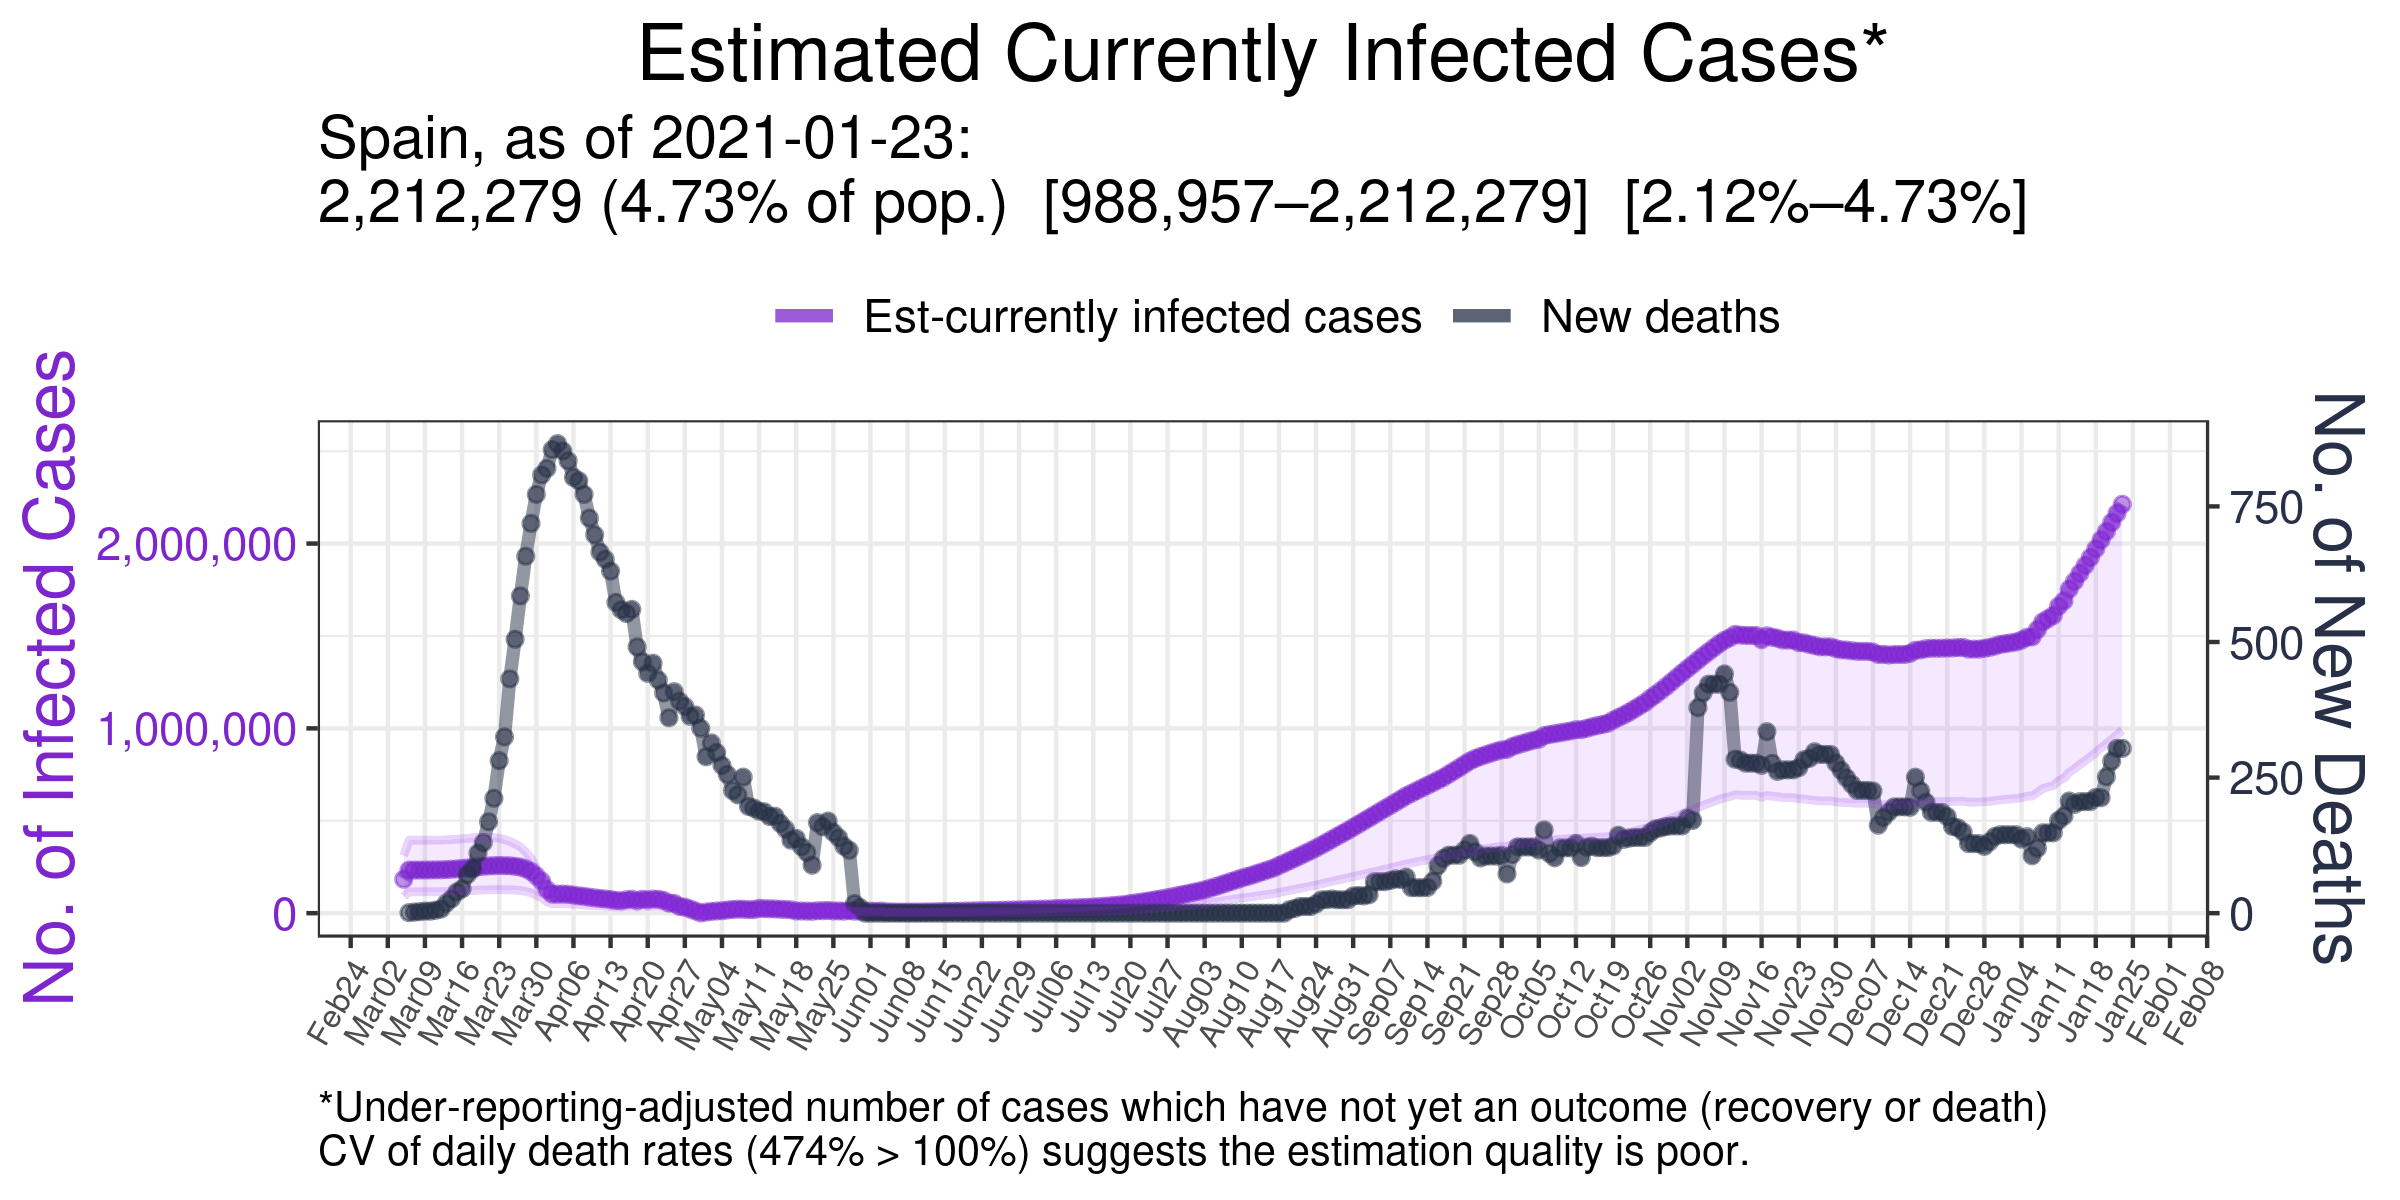 Estimated Currently Infected Cases*
Spain, as of 2021-01-23:
2,212,279 (4.73% of pop.) [988,957–2,212,279] [2.12%–4.73%]
Est-currently infected cases
New deaths
No. of Infected Cases
2,000,000
1,000,000
0
No. of New Deaths
750
500
250
0
Feb24
Mar02
Mar09
Mar16
Mar23
Mar30
Apr06
Apr13
Apr20
Apr27
May04
May11
May18
May25
Jun01
Jun08
Jun15
Jun22
Jun29
Jul06
Jul13
Jul20
Jul27
Aug03
Aug10
Aug17
Aug24
Aug31
Sep07
Sep14
Sep21
Sep28
Oct05
Oct12
Oct19
Oct26
Nov02
Nov09
Nov16
Nov23
Nov30
Dec07
Dec14
Dec21
Dec28
Jan04
Jan11
Jan18
Jan25
Feb01
Feb08
*Under-reporting-adjusted number of cases which have not yet an outcome (recovery or death)
CV of daily death rates (474% > 100%) suggests the estimation quality is poor.